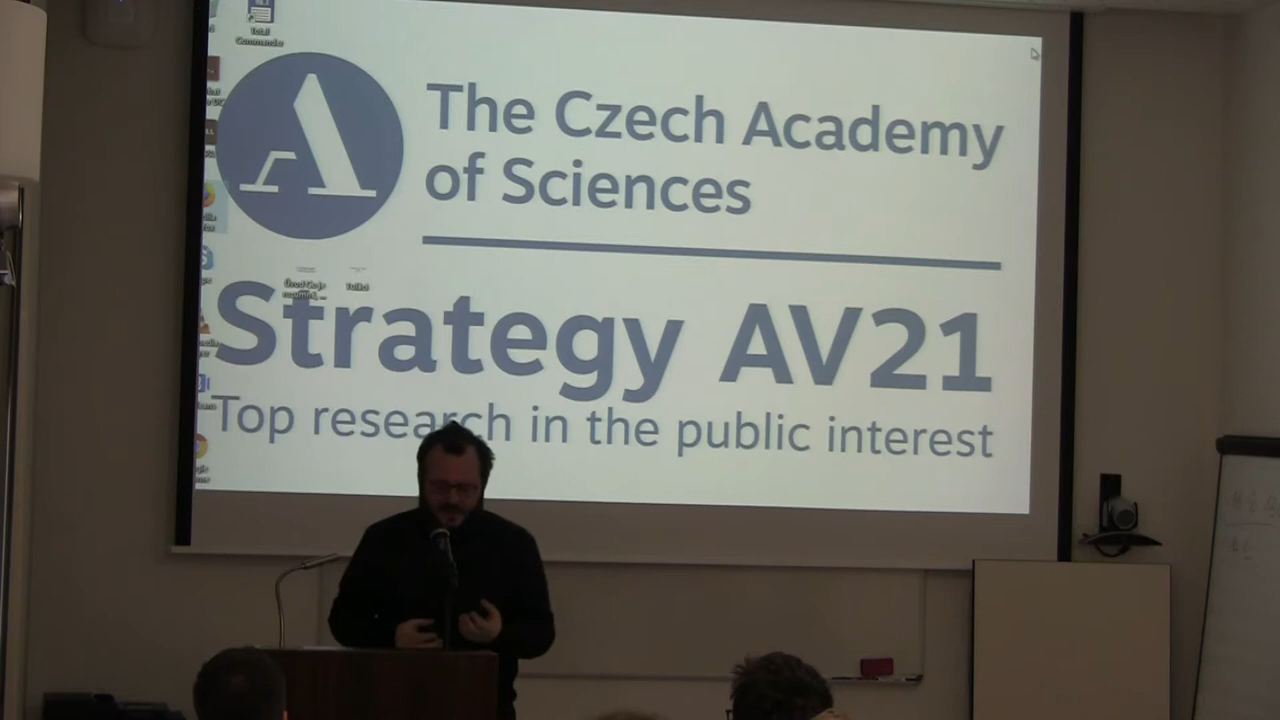 Total
Commander
The Czech Academy
of Sciences
Strategy AV21
Top research in the public interest